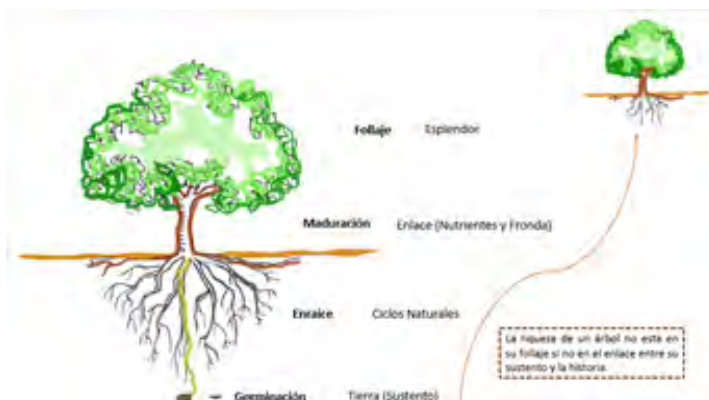 Follaje Esplendor
Maduración Enlace (Nutrientes y Fronda)
Enraice Ciclos Naturales
La riqueza de un árbol no esta en
su follaje si no en el enlace entre su
sustento y la historia.
Germinación Tierra (Sustento)